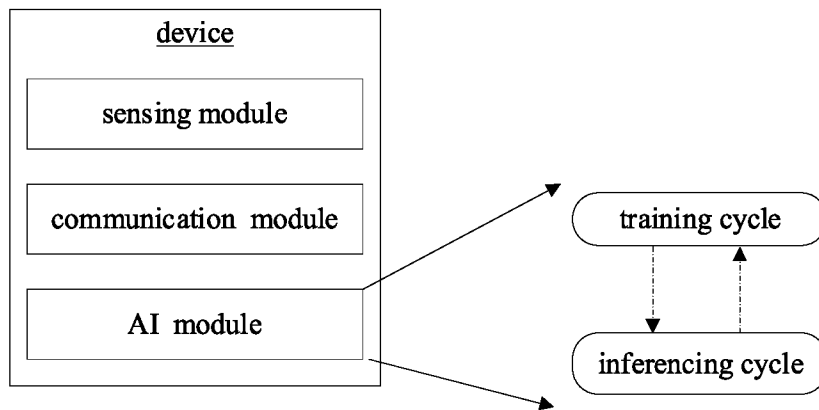 device
sensing module
communication module
AI module
training cycle
inferencing cycle